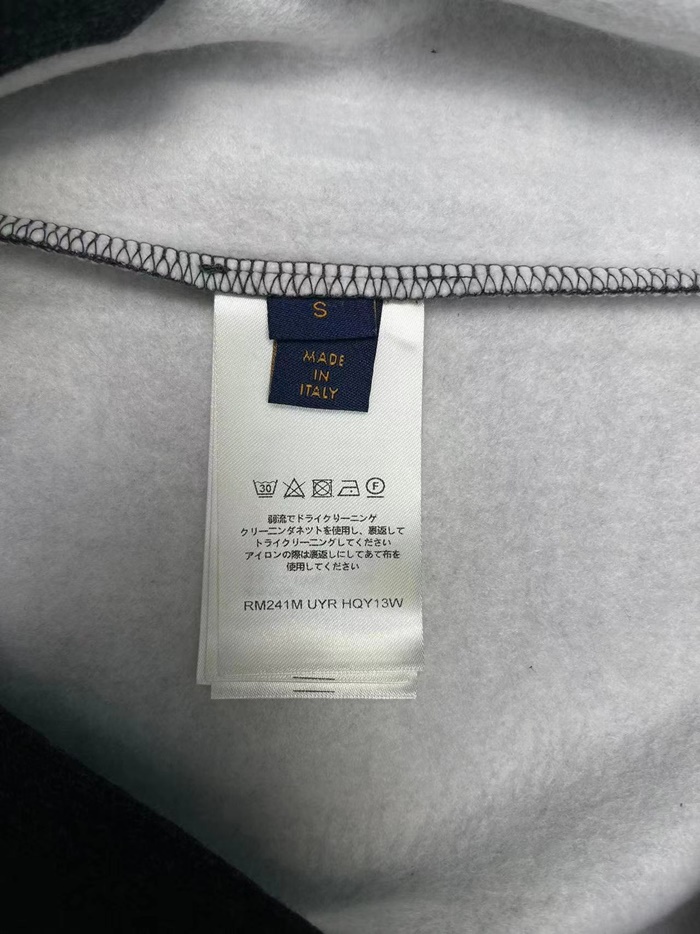 S
MADE
IN
ITALY
30
F
弱流でドライクリーニング
クリーニンダネツトを使用し、裏返して
トライクリーニングしてください
アイロンの際は裏返しにしてあて布を
使用してください
RM241M UYR HQY13W